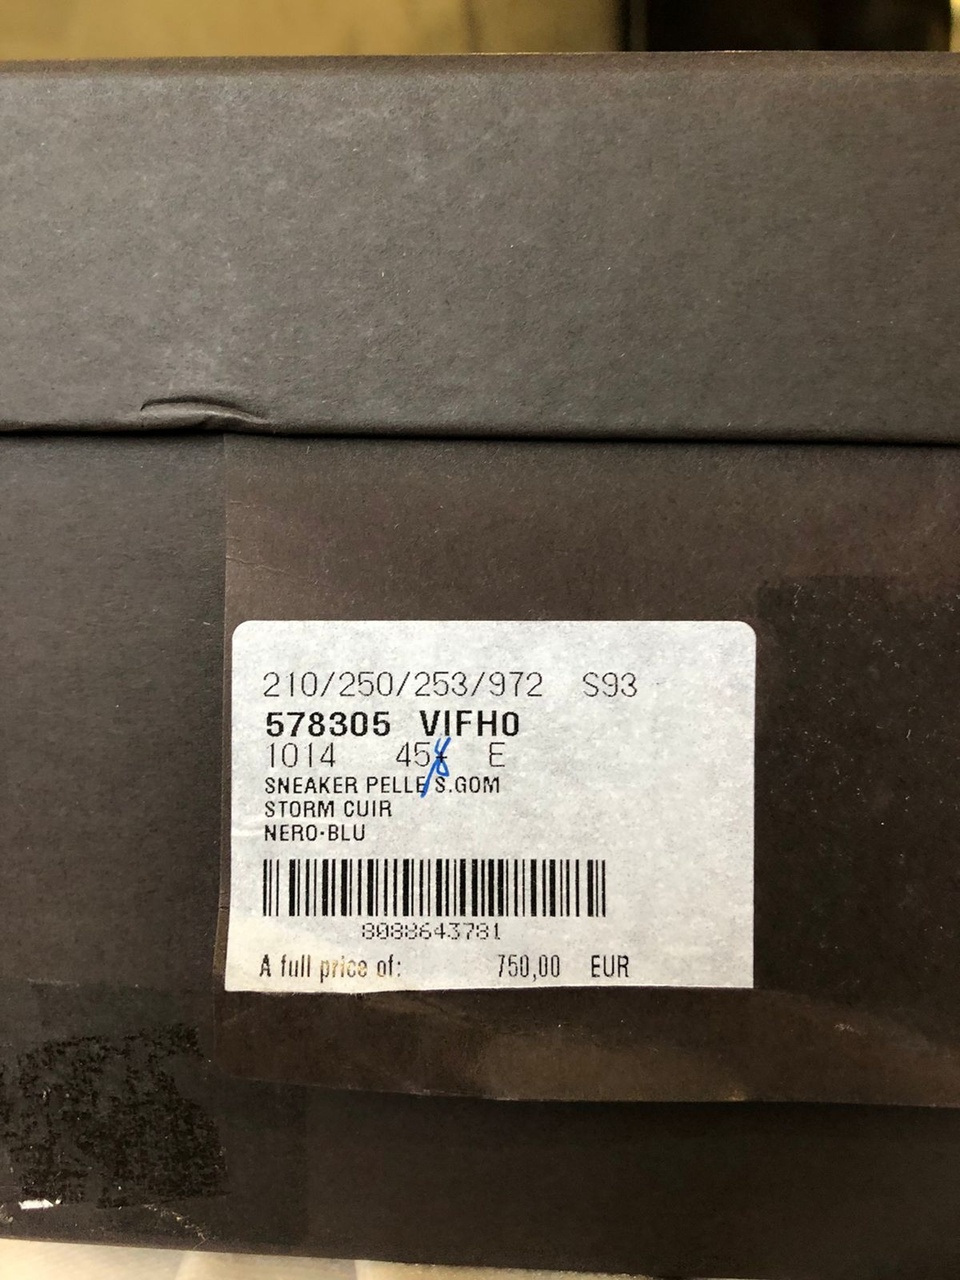 210/250/253/972 S93
578305 VIFH0
1014 45 E
SNEAKER PELLE S.GOM
STORM CUIR
NERO-BLU
8088643781
A full price of: 750,00 EUR